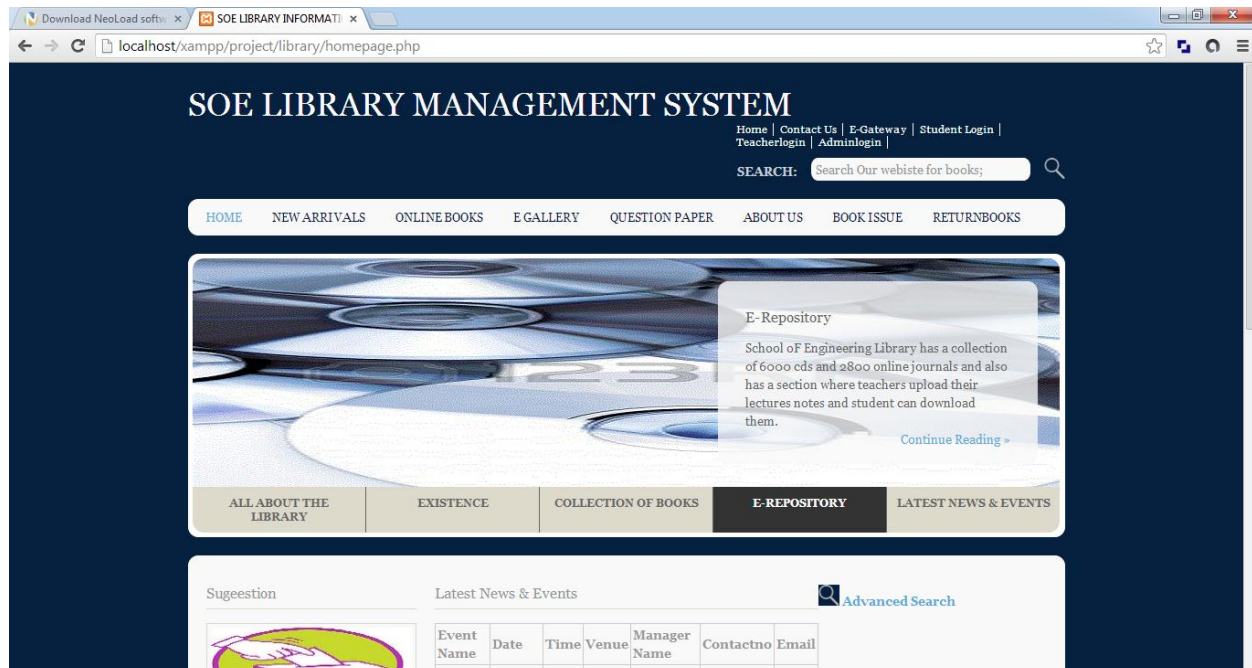 Download NeoLoad softw
SOE LIBRARY INFORMATI
localhost/xampp/project/library/homepage.php
SOE LIBRARY MANAGEMENT SYSTEM
Home | Contact Us | E-Gateway | Student Login |
Teacherlogin | Adminlogin |
SEARCH: Search Our webiste for books;
HOME NEW ARRIVALS ONLINE BOOKS E GALLERY QUESTION PAPER ABOUT US BOOK ISSUE RETURNBOOKS
E-Repository
School oF Engineering Library has a collection
of 6000 cds and 2800 online journals and also
has a section where teachers upload their
lectures notes and student can download
them.
Continue Reading »
ALL ABOUT THE
LIBRARY
EXISTENCE
COLLECTION OF BOOKS
E-REPOSITORY
LATEST NEWS & EVENTS
Sugeestion
Latest News & Events
Advanced Search
Event
Name
Date
Time
Venue
Manager
Name
Contactno
Email